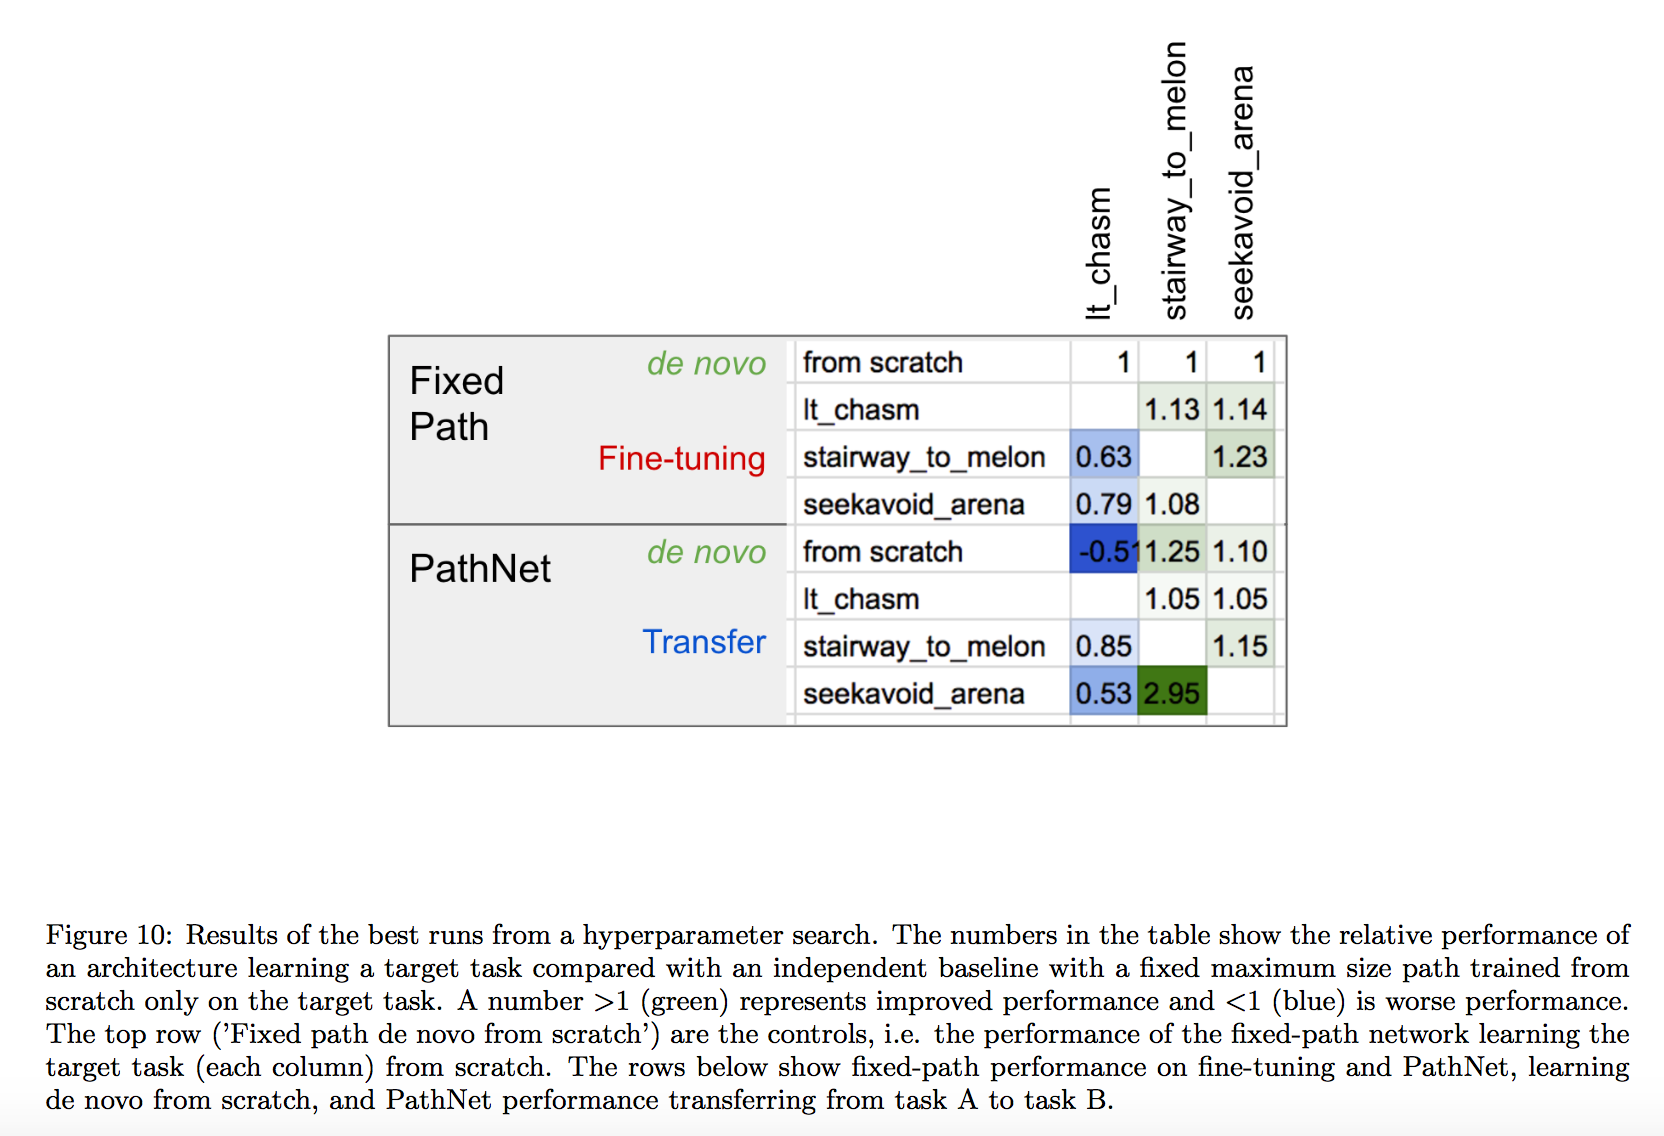 lt_chasm
stairway_to_melon
seekavoid_arena
Fixed Path
de novo from scratch 1 1 1
lt_chasm 1.13 1.14
Fine-tuning stairway_to_melon 0.63 1.23
seekavoid_arena 0.79 1.08
PathNet de novo from scratch -0.51 1.25 1.10
lt_chasm 1.05 1.05
Transfer stairway_to_melon 0.85 1.15
seekavoid_arena 0.53 2.95
Figure 10: Results of the best runs from a hyperparameter search. The numbers in the table show the relative performance of
an architecture learning a target task compared with an independent baseline with a fixed maximum size path trained from
scratch only on the target task. A number >1 (green) represents improved performance and <1 (blue) is worse performance.
The top row ('Fixed path de novo from scratch') are the controls, i.e. the performance of the fixed-path network learning the
target task (each column) from scratch. The rows below show fixed-path performance on fine-tuning and PathNet, learning
de novo from scratch, and PathNet performance transferring from task A to task B.